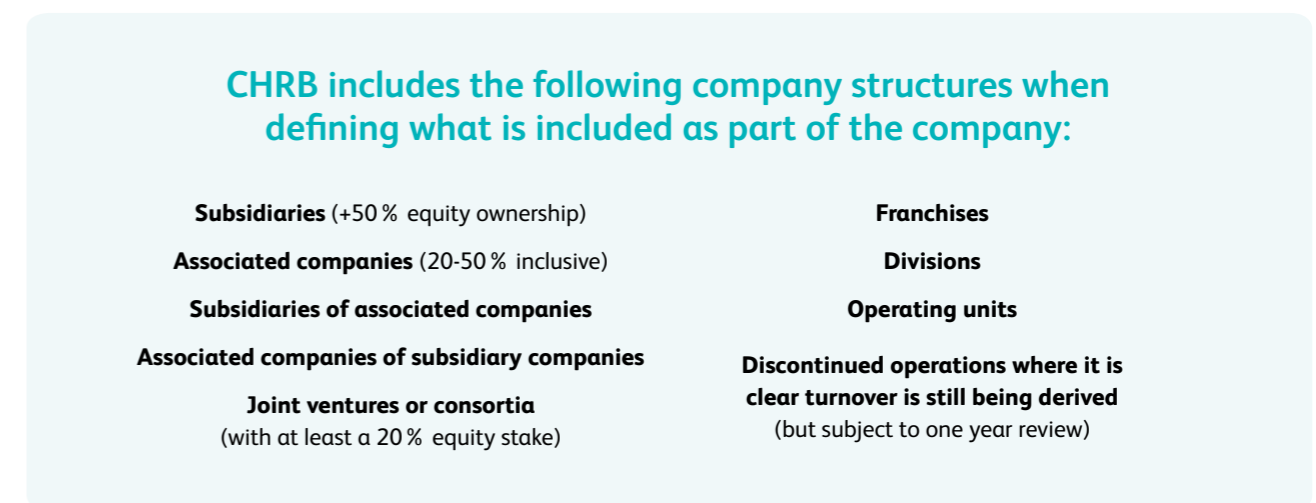 CHRB includes the following company structures when
defining what is included as part of the company:
Subsidiaries (+50 % equity ownership)
Associated companies (20-50 % inclusive)
Subsidiaries of associated companies
Associated companies of subsidiary companies
Joint ventures or consortia
(with at least a 20 % equity stake)
Franchises
Divisions
Operating units
Discontinued operations where it is
clear turnover is still being derived
(but subject to one year review)